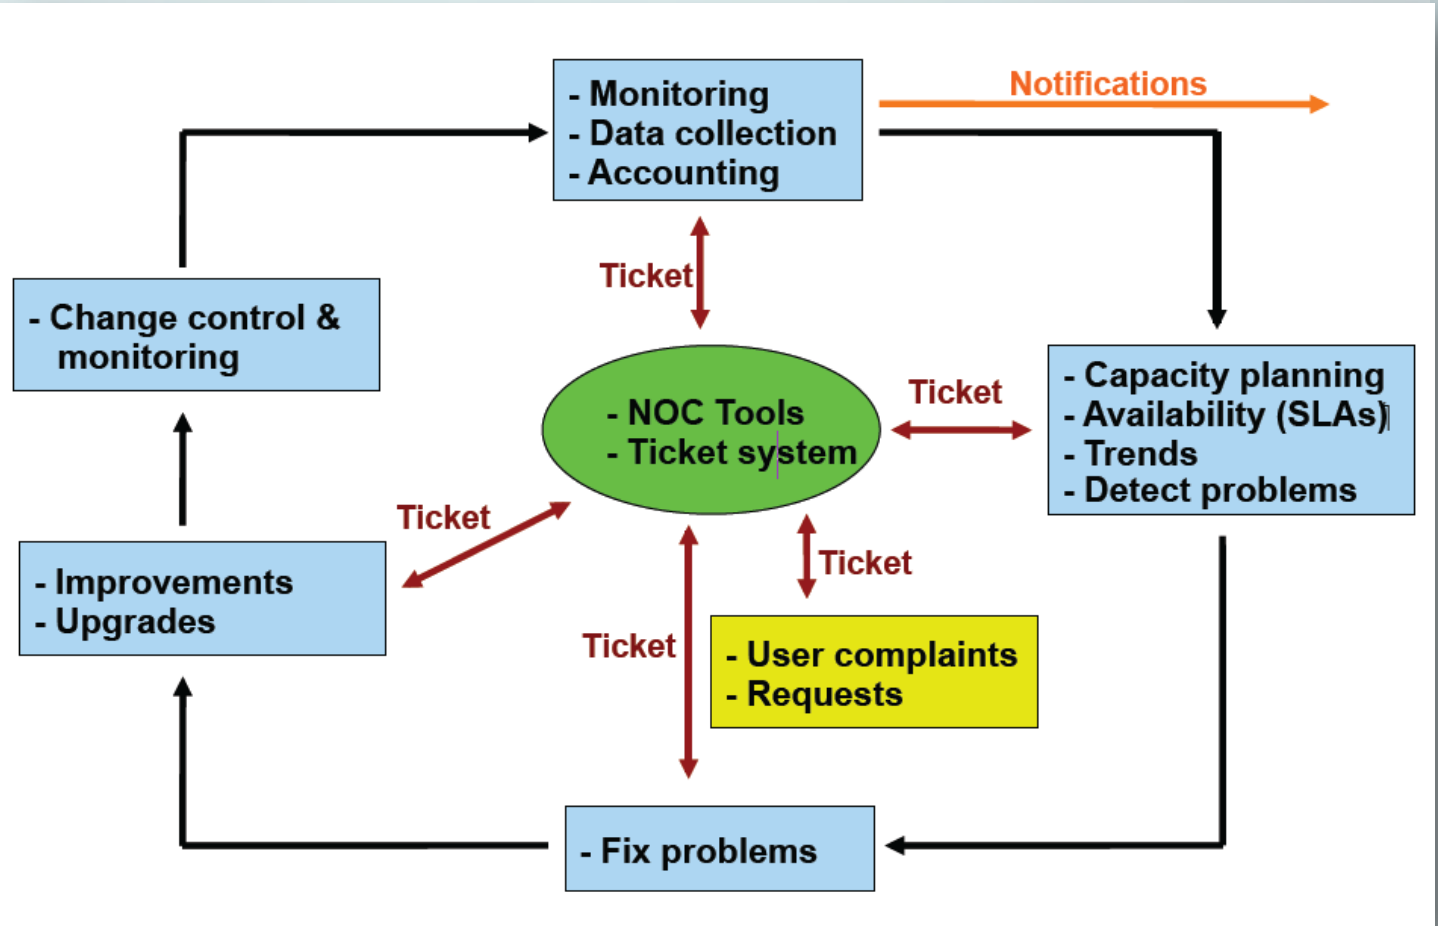 - Monitoring
- Data collection
- Accounting
Notifications
Ticket
- Change control &
monitoring
- NOC Tools
- Ticket system
Ticket
- Capacity planning
- Availability (SLAs)
- Trends
- Detect problems
Ticket
- Improvements
- Upgrades
Ticket
Ticket
- User complaints
- Requests
- Fix problems